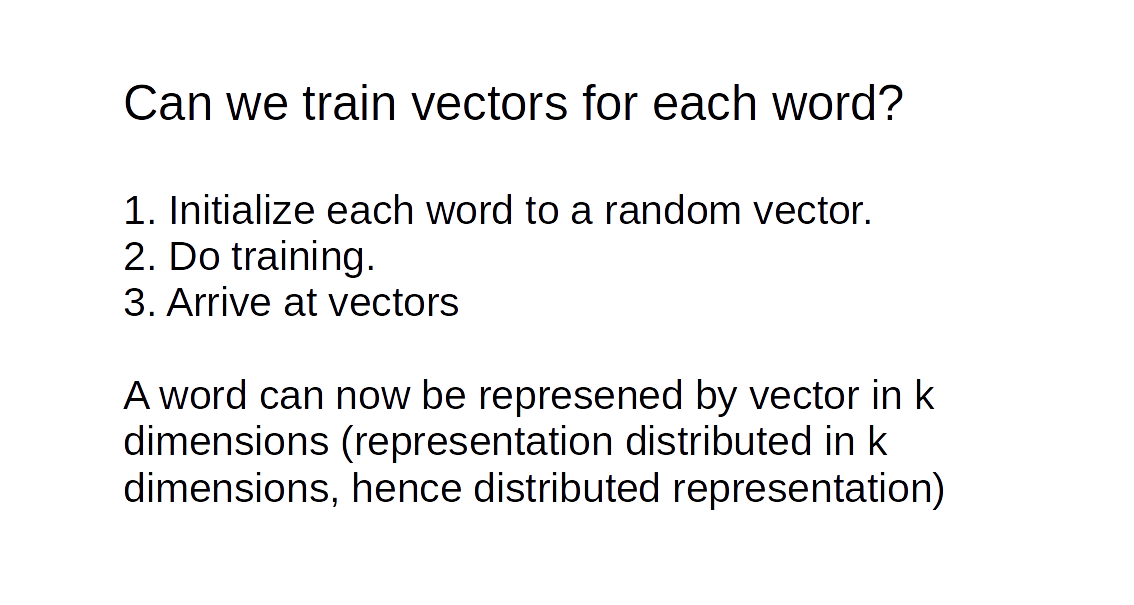 Can we train vectors for each word?
1. Initialize each word to a random vector.
2. Do training.
3. Arrive at vectors
A word can now be represened by vector in k
dimensions (representation distributed in k
dimensions, hence distributed representation)